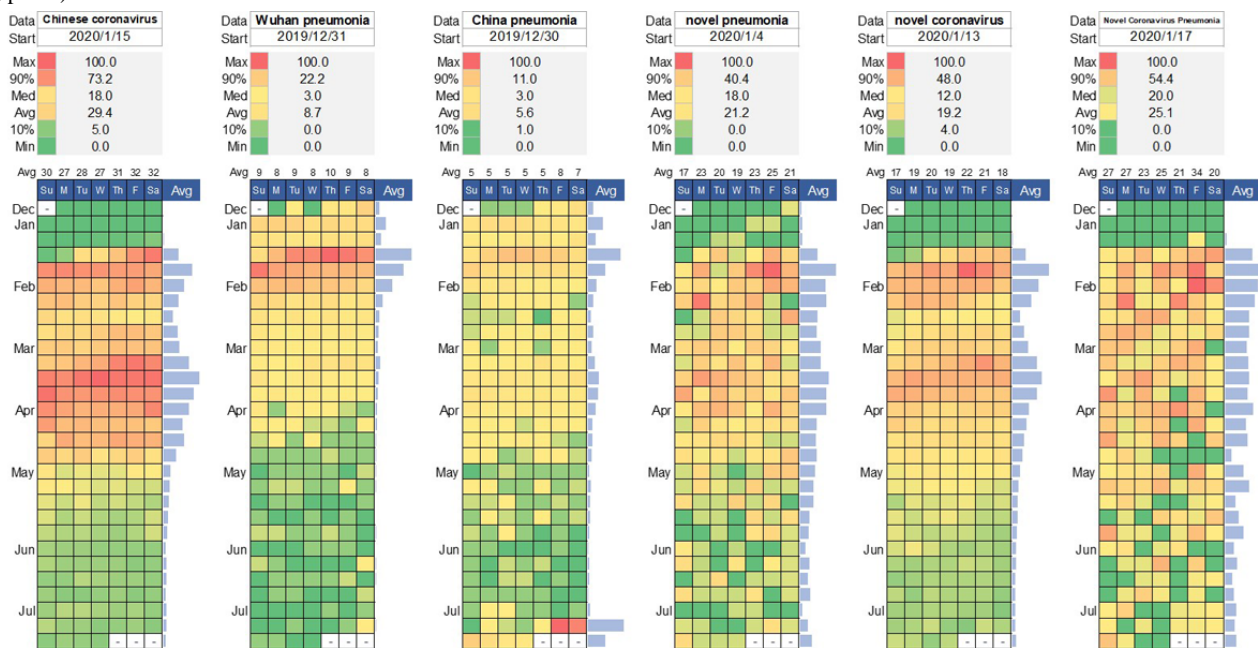 Data Chinese coronavirus Data Wuhan pneumonia Data China pneumonia Data novel pneumonia Data novel coronavirus Data Novel Coronavirus Pneumonia
Start 2020/1/15 Start 2019/12/31 Start 2019/12/30 Start 2020/1/4 Start 2020/1/13 Start 2020/1/17
Max 100.0 Max 100.0 Max 100.0 Max 100.0 Max 100.0 Max 100.0
90% 73.2 90% 22.2 90% 11.0 90% 40.4 90% 48.0 90% 54.4
Med 18.0 Med 3.0 Med 3.0 Med 18.0 Med 12.0 Med 20.0
Avg 29.4 Avg 8.7 Avg 5.6 Avg 21.2 Avg 19.2 Avg 25.1
10% 5.0 10% 0.0 10% 1.0 10% 0.0 10% 4.0 10% 0.0
Min 0.0 Min 0.0 Min 0.0 Min 0.0 Min 0.0 Min 0.0
Avg 30 27 28 27 31 32 32 Avg 9 8 9 8 10 9 8 Avg 5 5 5 5 5 8 7 Avg 17 23 20 19 23 25 21 Avg 17 19 20 19 22 21 18 Avg 27 27 23 25 21 34 20
Su M Tu W Th F Sa Avg Su M Tu W Th F Sa Avg Su M Tu W Th F Sa Avg Su M Tu W Th F Sa Avg Su M Tu W Th F Sa Avg Su M Tu W Th F Sa Avg
Dec - Dec - Dec - Dec - Dec - Dec -
Jan Jan Jan Jan Jan Jan
Feb Feb Feb Feb Feb Feb
Mar Mar Mar Mar Mar Mar
Apr Apr Apr Apr Apr Apr
May May May May May May
Jun Jun Jun Jun Jun Jun
Jul Jul Jul Jul Jul Jul
- - - - - - - - - - - - - - - - - -